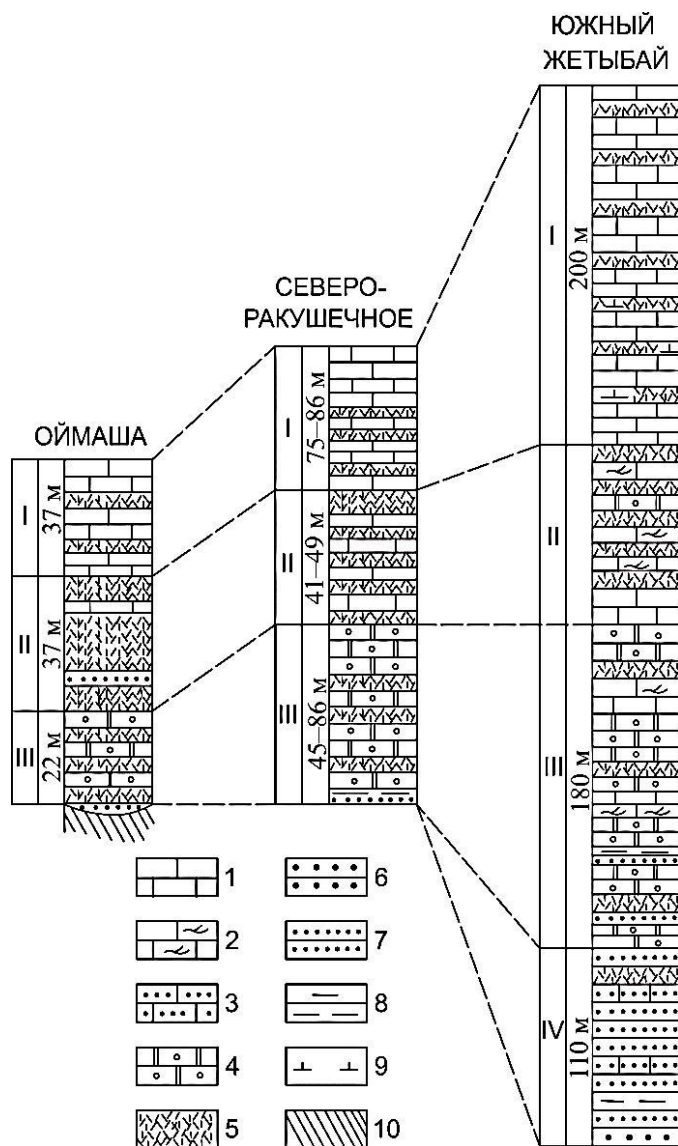 ЮЖНЫЙ
ЖЕТЫБАЙ
I
200 м
II
III
180 м
IV
110 м
СЕВЕРО-
РАКУШЕЧНОЕ
I
75–86 м
II
41–49 м
III
45–86 м
ОЙМАША
I
37 м
II
37 м
III
22 м
1
2
3
4
5
6
7
8
9
10